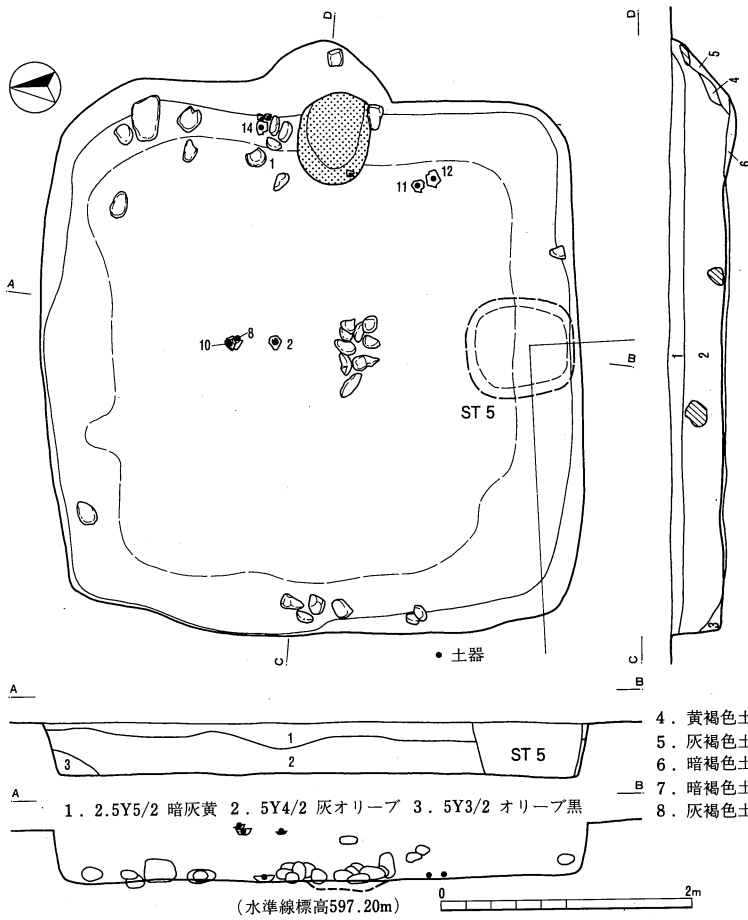 D
D
5
4
14
1
12
11
6
A
8
10
2
B
ST 5
1
2
3
C
C
● 土器
A
B
1
ST 5
3
2
4．黄褐色土
5．灰褐色土
6．暗褐色土
7．暗褐色土
8．灰褐色土
A
B
1．2.5Y5/2 暗灰黄 2．5Y4/2 灰オリーブ 3．5Y3/2 オリーブ黒
0
2m
(水準線標高597.20m)